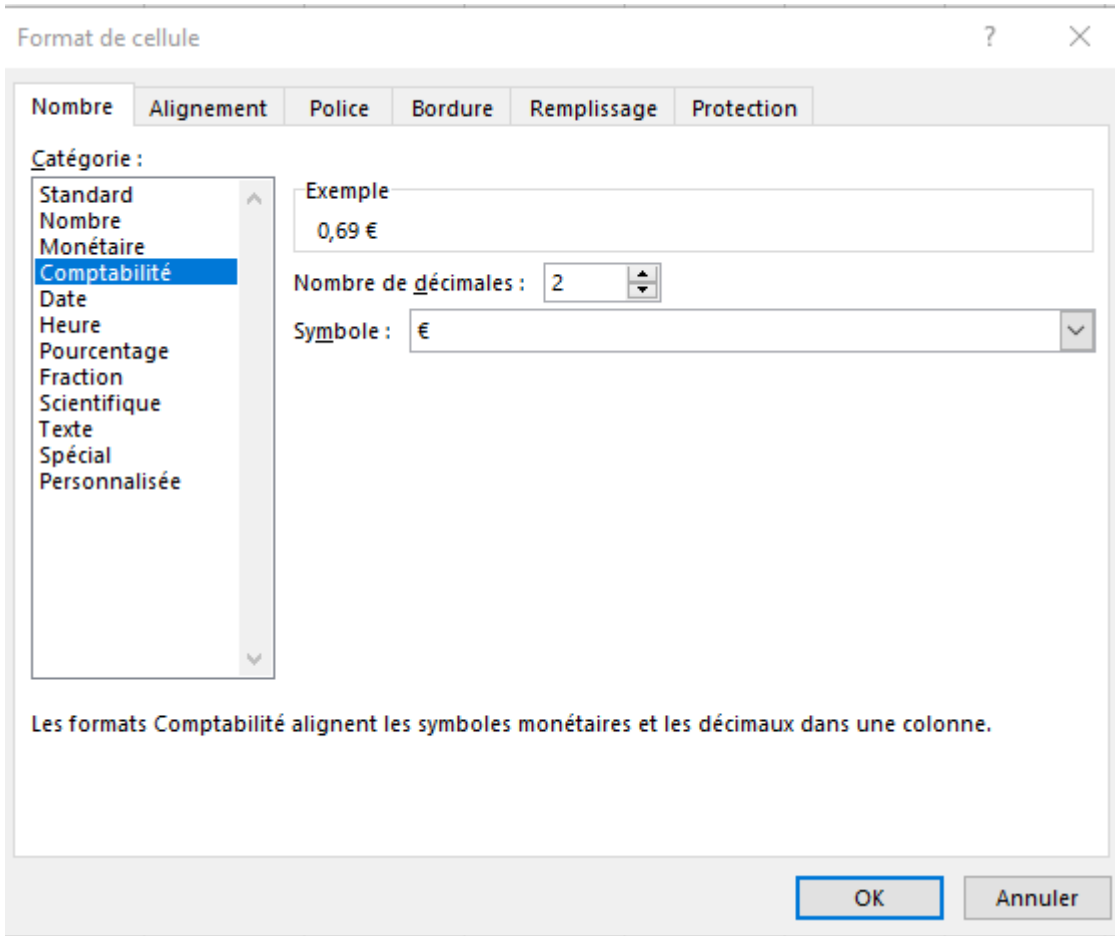 Format de cellule
?
Nombre Alignement Police Bordure Remplissage Protection
Catégorie :
Standard
Nombre
Monétaire
Comptabilité
Date
Heure
Pourcentage
Fraction
Scientifique
Texte
Spécial
Personnalisée
Exemple
0,69 €
Nombre de décimales : 2
Symbole : €
Les formats Comptabilité alignent les symboles monétaires et les décimaux dans une colonne.
OK Annuler